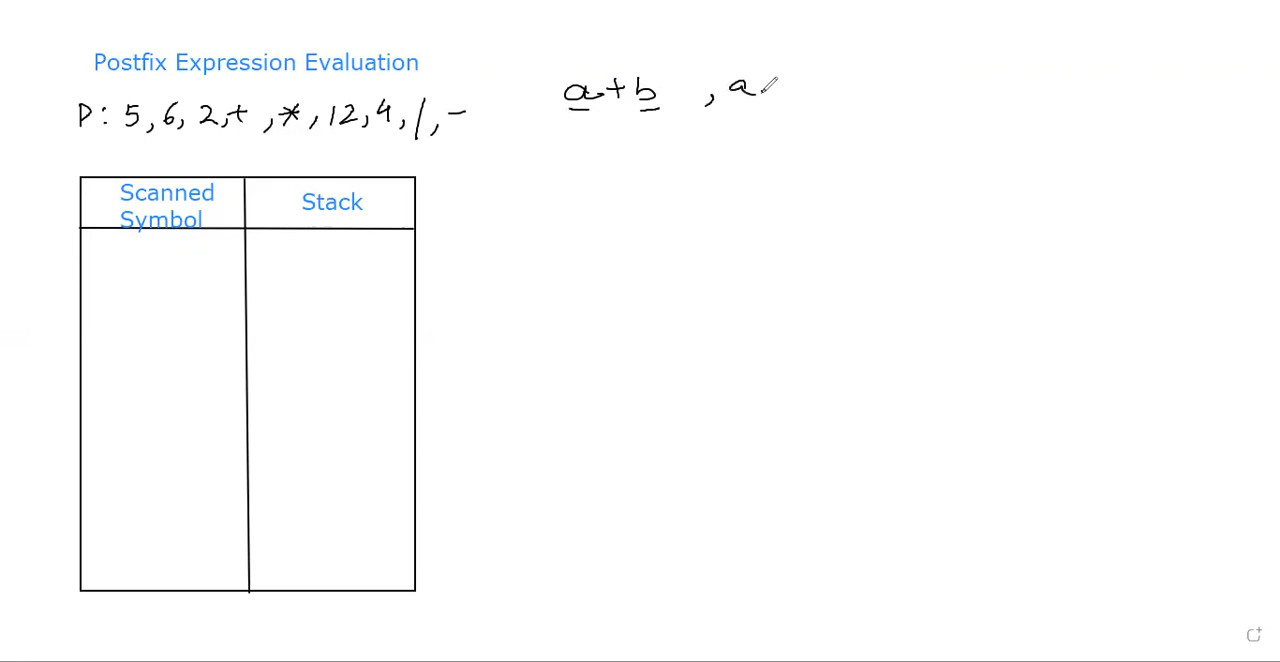 Postfix Expression Evaluation
P: 5, 6, 2, +, *, 12, 4, /, -
a+b , a
Scanned Symbol
Stack